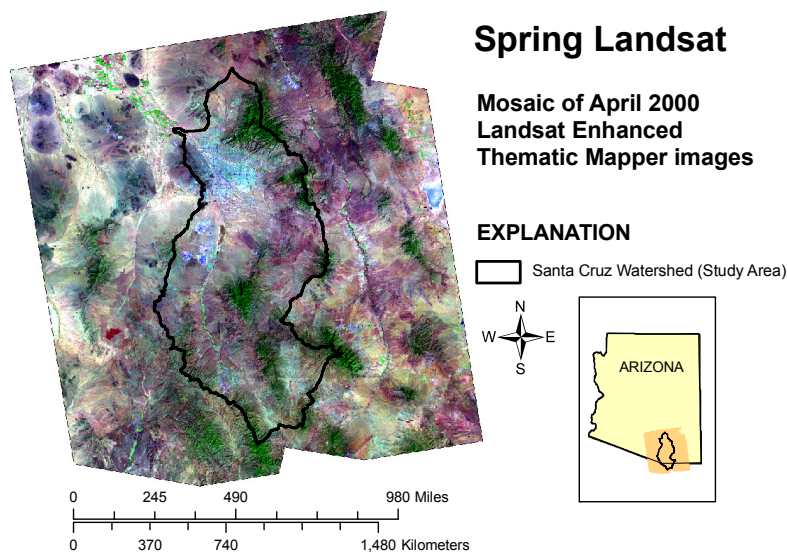 Spring Landsat
Mosaic of April 2000
Landsat Enhanced
Thematic Mapper images
EXPLANATION
Santa Cruz Watershed (Study Area)
N
W E
S
ARIZONA
0 245 490 980 Miles
0 370 740 1,480 Kilometers